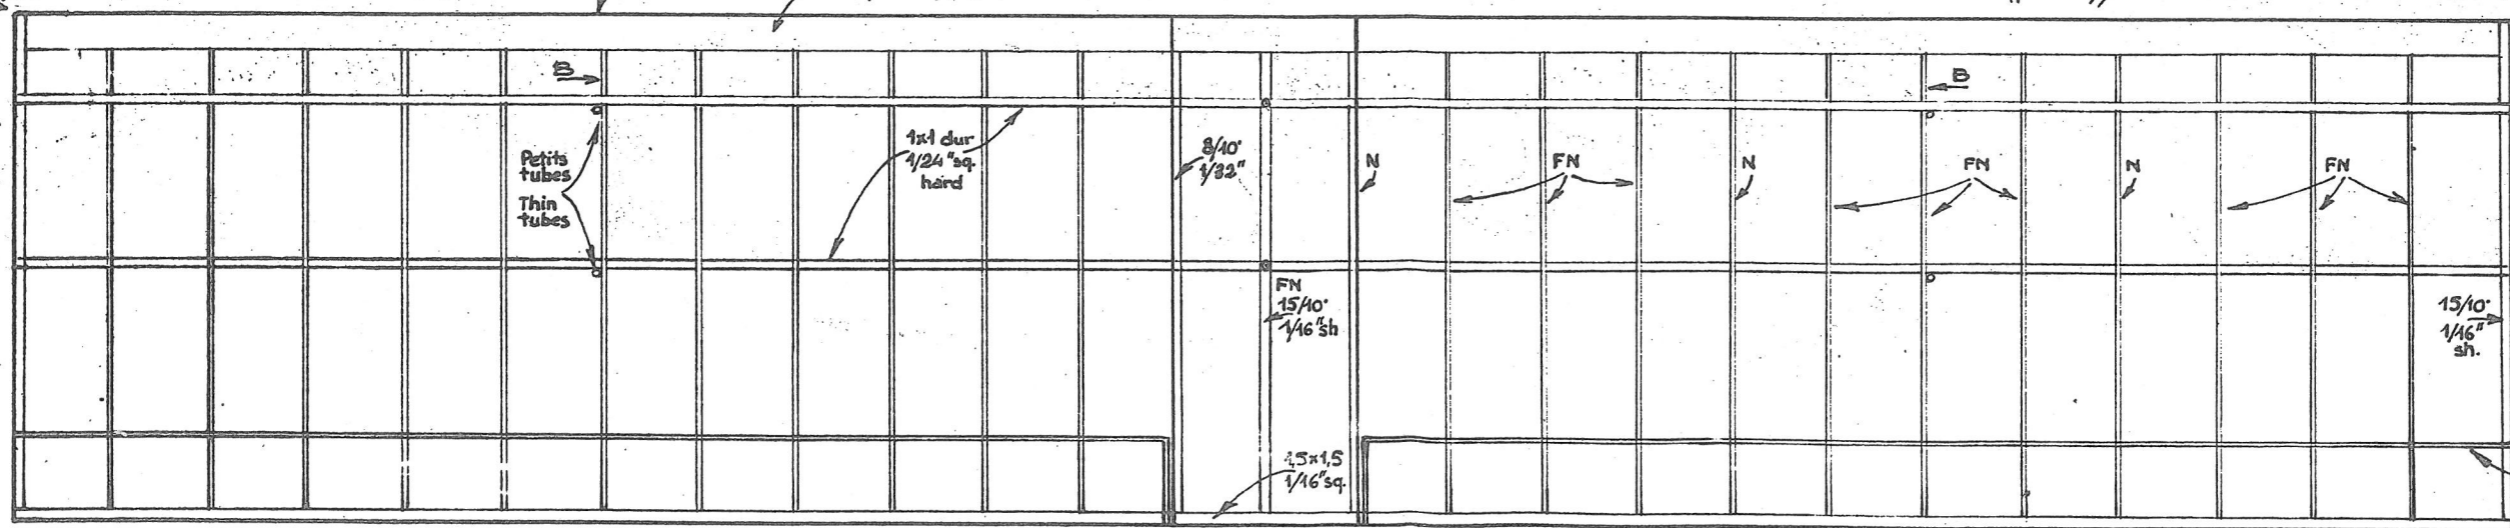 B
Petits
tubes
Thin
tubes
1x1 dur
1/24 "sq.
hard
8/10°
1/32"
FN
15/10°
1/16"sh
1,5x1,5
1/16"sq.
N
FN
N
B
FN
N
FN
15/10°
1/16"
sh.